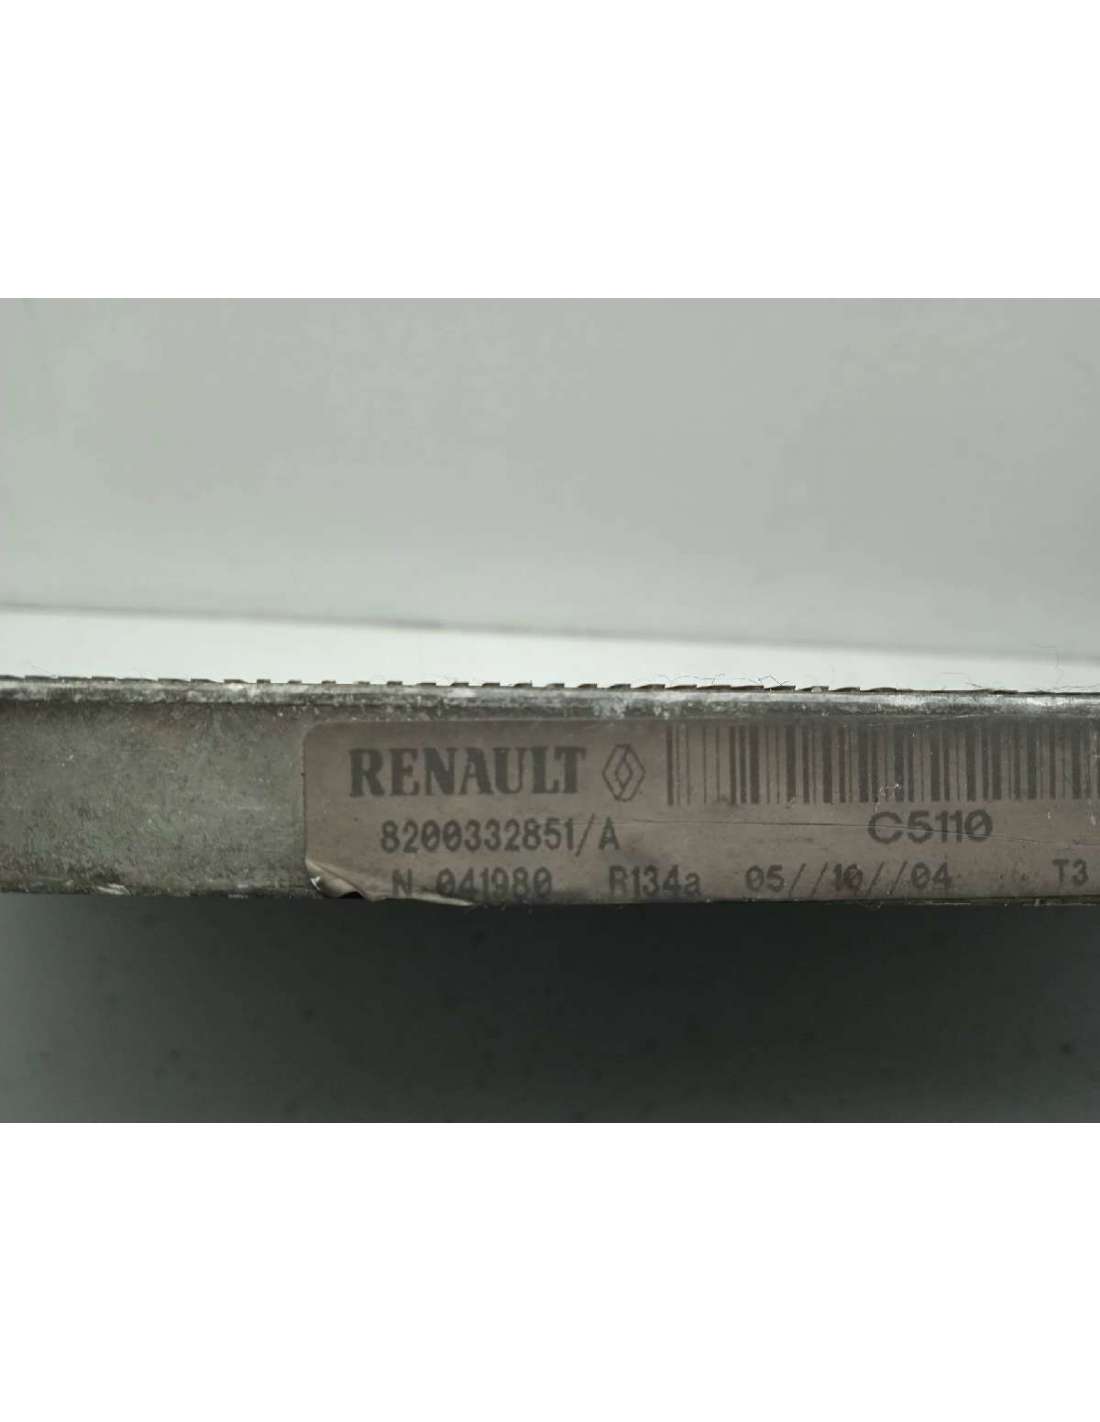 RENAULT
8200332851/A
C5110
N 041980 R134a 05//10//04 T3